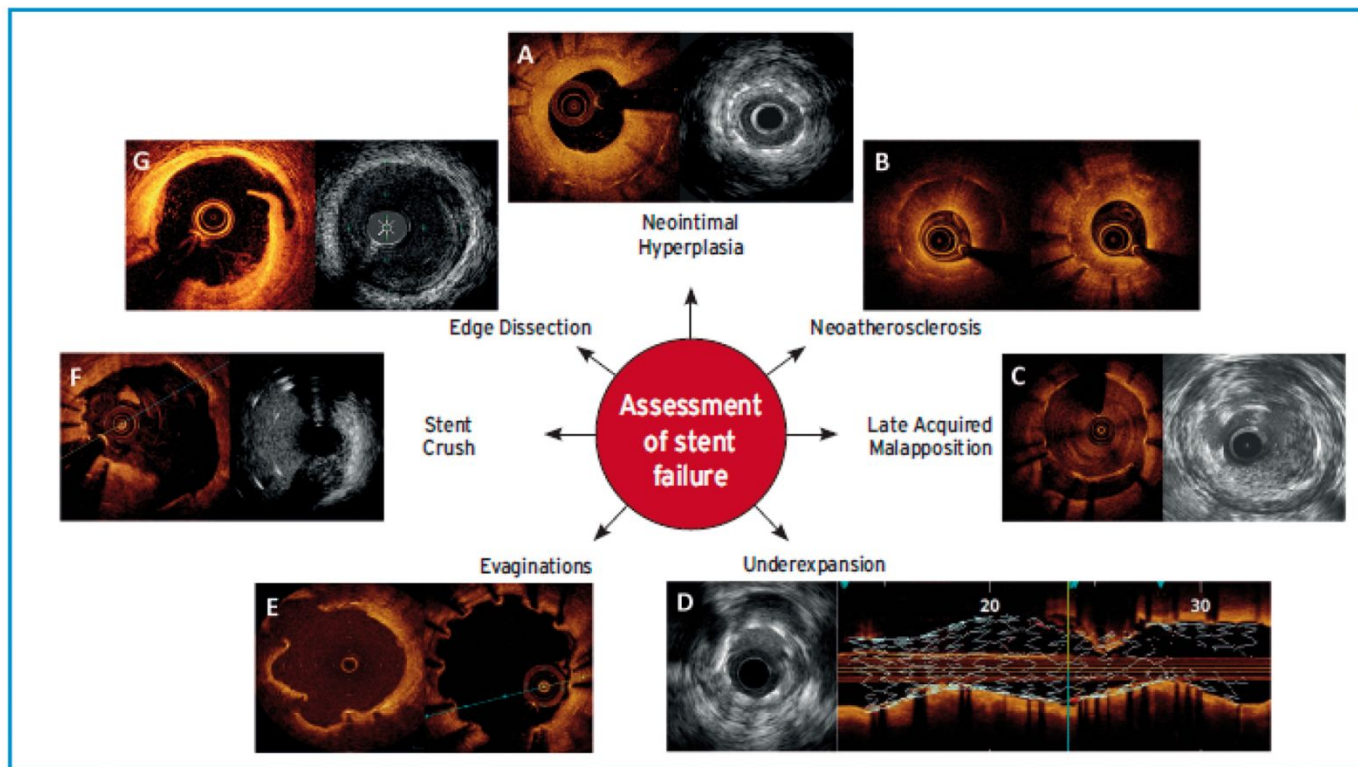 A
G
B
Neointimal
Hyperplasia
Edge Dissection
Neoatherosclerosis
F
C
Stent
Crush
Assessment
of stent
failure
Late Acquired
Malapposition
Evaginations
Underexpansion
E
D
20
30